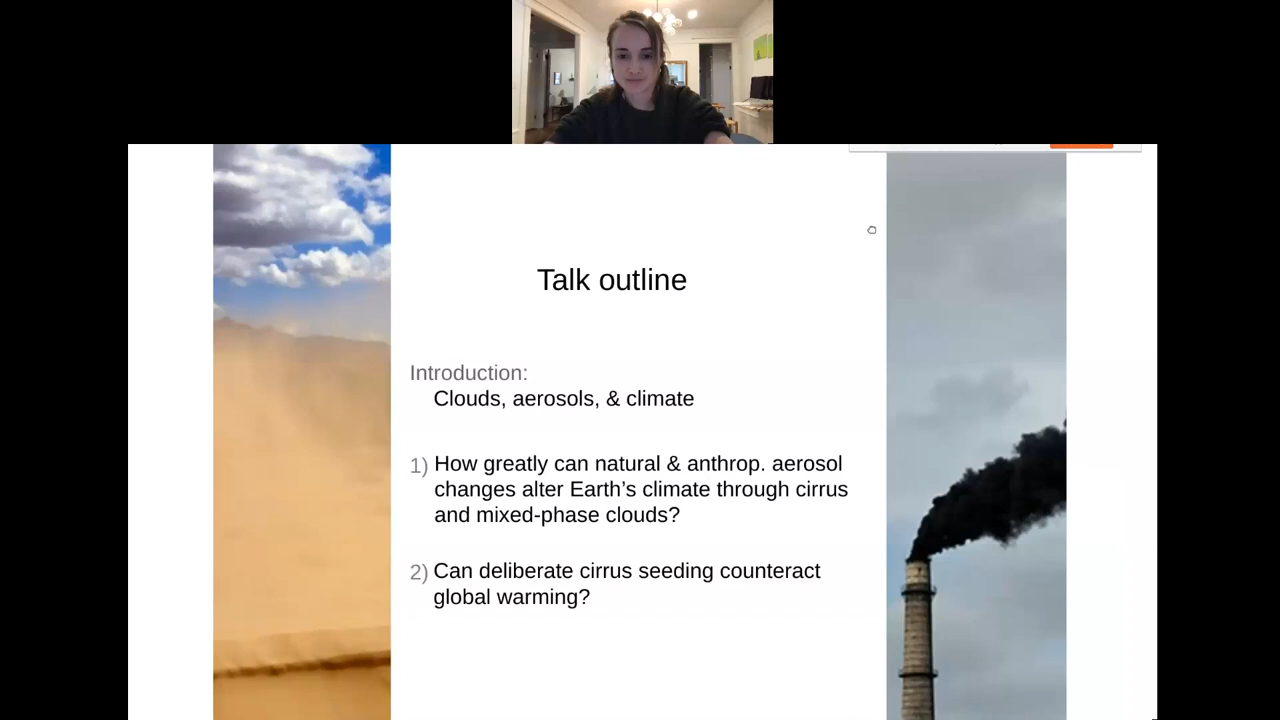 Talk outline
Introduction:
Clouds, aerosols, & climate
1) How greatly can natural & anthrop. aerosol
changes alter Earth’s climate through cirrus
and mixed-phase clouds?
2) Can deliberate cirrus seeding counteract
global warming?